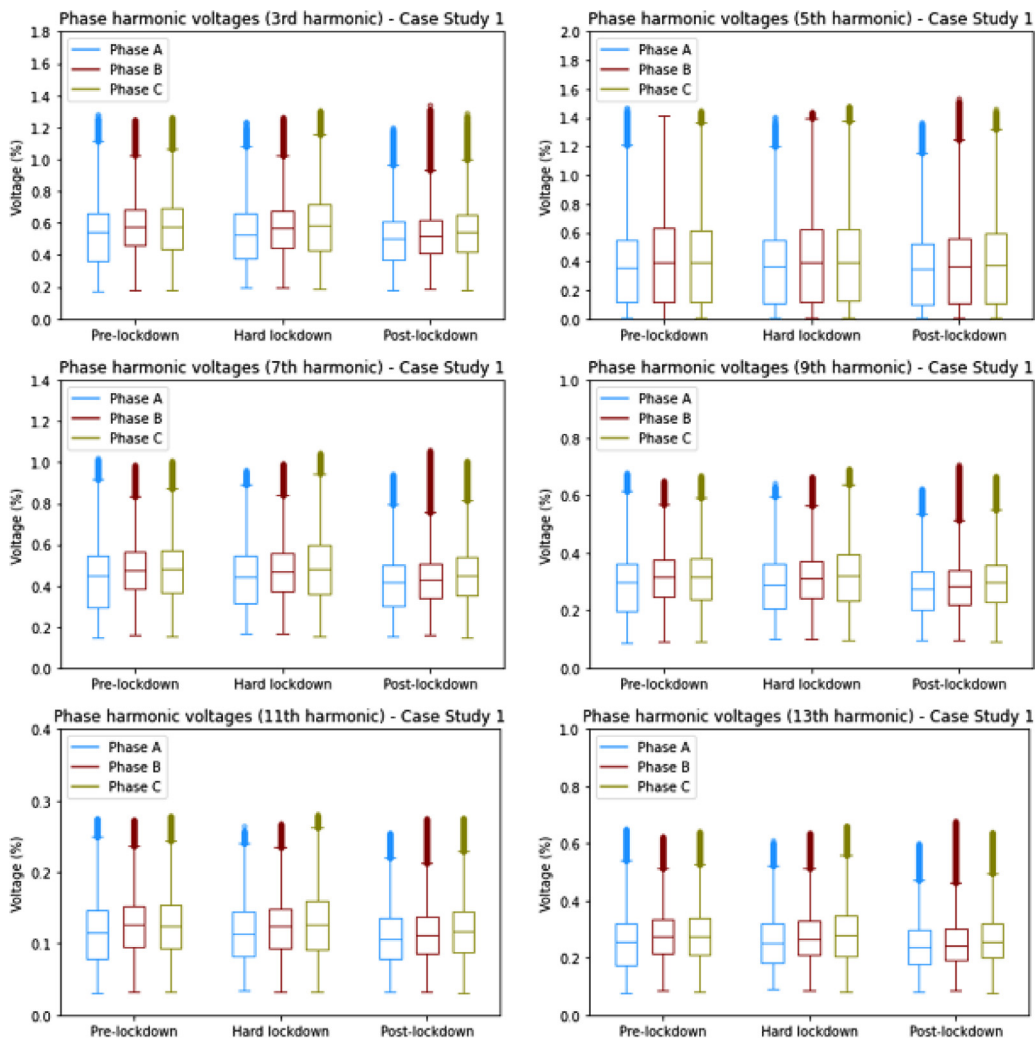 Phase harmonic voltages (3rd harmonic) - Case Study 1
1.8
1.6
1.4
1.2
1.0
0.8
0.6
0.4
0.2
0.0
Voltage (%)
Phase A
Phase B
Phase C
Pre-lockdown
Hard lockdown
Post-lockdown
Phase harmonic voltages (5th harmonic) - Case Study 1
2.0
1.8
1.6
1.4
1.2
1.0
0.8
0.6
0.4
0.2
0.0
Voltage (%)
Phase A
Phase B
Phase C
Pre-lockdown
Hard lockdown
Post-lockdown
Phase harmonic voltages (7th harmonic) - Case Study 1
1.4
1.2
1.0
0.8
0.6
0.4
0.2
0.0
Voltage (%)
Phase A
Phase B
Phase C
Pre-lockdown
Hard lockdown
Post-lockdown
Phase harmonic voltages (9th harmonic) - Case Study 1
1.0
0.8
0.6
0.4
0.2
0.0
Voltage (%)
Phase A
Phase B
Phase C
Pre-lockdown
Hard lockdown
Post-lockdown
Phase harmonic voltages (11th harmonic) - Case Study 1
0.4
0.3
0.2
0.1
0.0
Voltage (%)
Phase A
Phase B
Phase C
Pre-lockdown
Hard lockdown
Post-lockdown
Phase harmonic voltages (13th harmonic) - Case Study 1
1.0
0.8
0.6
0.4
0.2
0.0
Voltage (%)
Phase A
Phase B
Phase C
Pre-lockdown
Hard lockdown
Post-lockdown